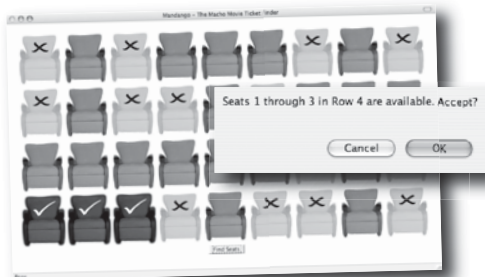 Mandango - The Macho Movie Ticket Finder
Seats 1 through 3 in Row 4 are available. Accept?
Cancel
OK
Find Seats